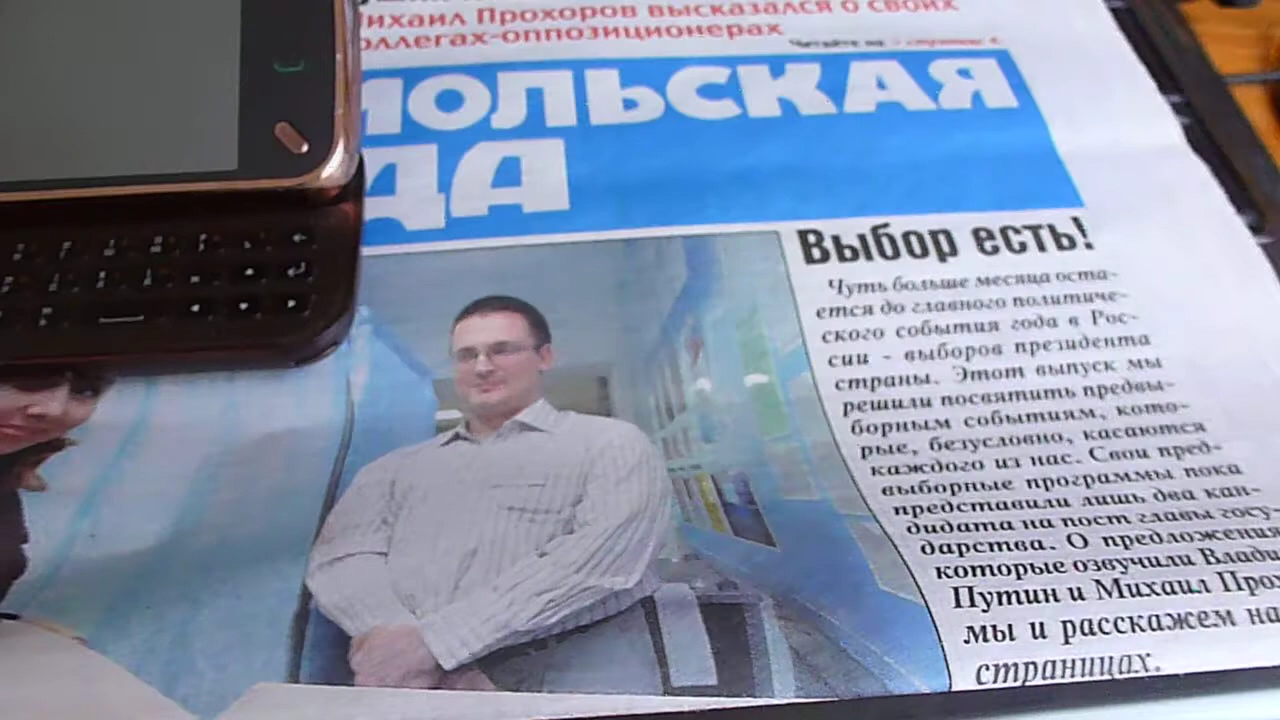 ихаил Прохоров высказался о своих
оллегах-оппозиционерах
Читайте на
ОЛЬСКАЯ
ДА
Выбор есть!
Чуть больше месяца оста-
ется до главного политиче-
ского события года в Рос-
сии - выборов президента
страны. Этот выпуск мы
решили посвятить предвы-
борным событиям, кото-
рые, безусловно, касаются
каждого из нас. Свои пред-
выборные программы пока
представили лишь два кан-
дидата на пост главы госу-
дарства. О предложения
которые озвучили Влади
Путин и Михаил Прох
мы и расскажем на
страницах.